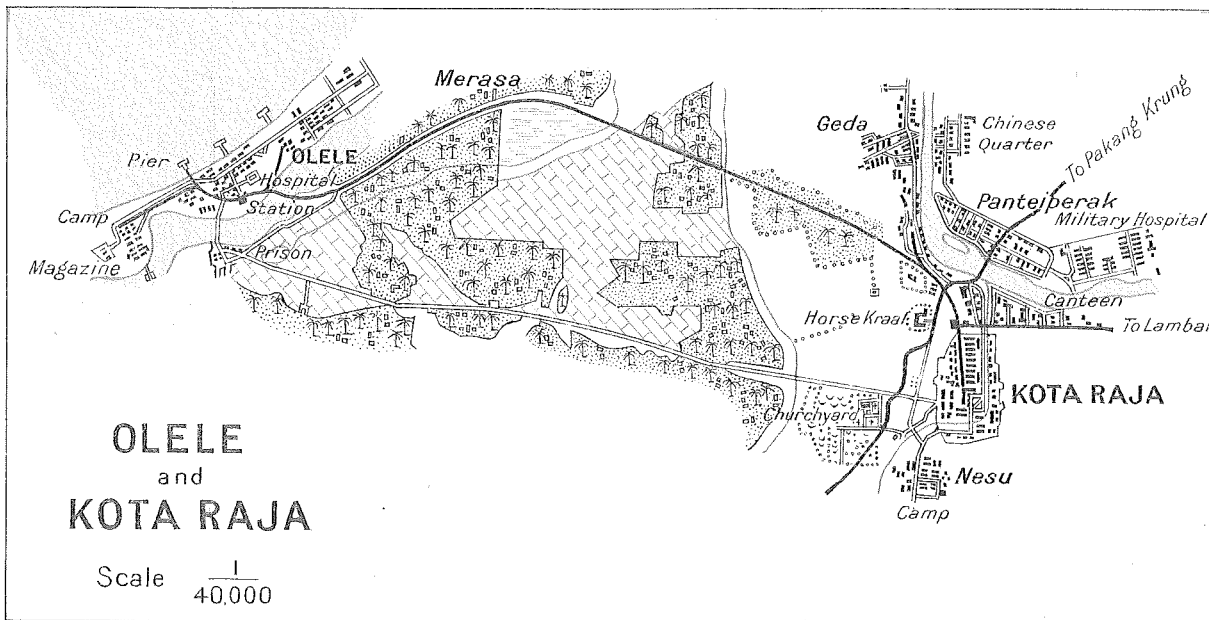 Merasa
Geda
Chinese
Quarter
To Pakang Krung
Pier
OLELE
Hospital
Station
Panteiperak
Military Hospital
Camp
Magazine
Prison
Canteen
Horse Kraal
To Lambar
KOTA RAJA
Churchyard
Nesu
Camp
OLELE
and
KOTA RAJA
Scale 1
40,000